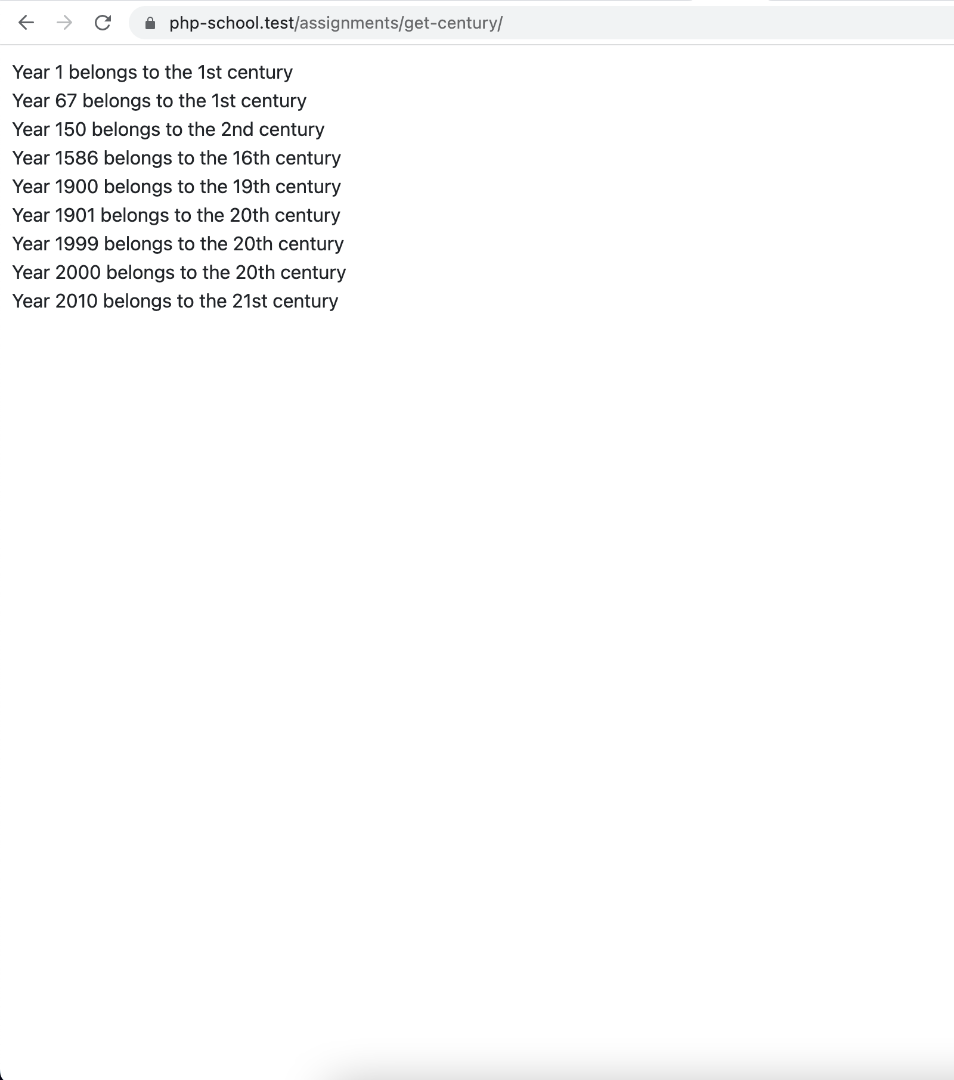 php-school.test/assignments/get-century/
Year 1 belongs to the 1st century
Year 67 belongs to the 1st century
Year 150 belongs to the 2nd century
Year 1586 belongs to the 16th century
Year 1900 belongs to the 19th century
Year 1901 belongs to the 20th century
Year 1999 belongs to the 20th century
Year 2000 belongs to the 20th century
Year 2010 belongs to the 21st century